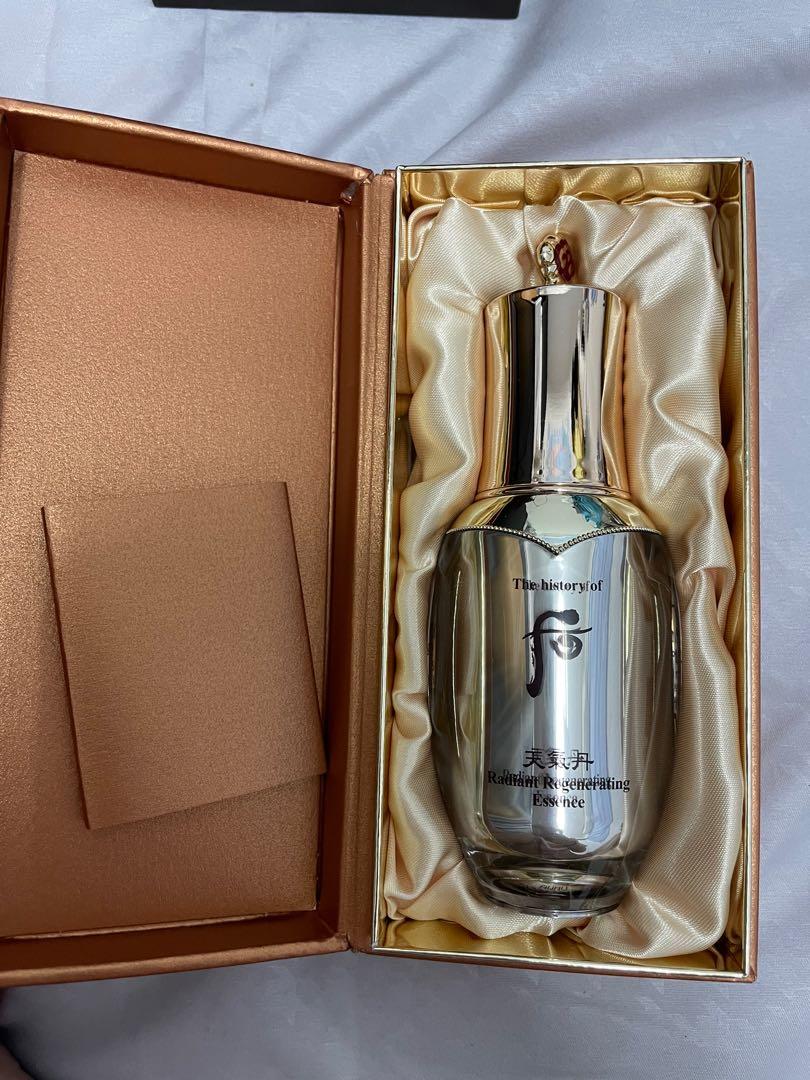 The history of
后
天氣丹
Radiant Regenerating
Essence